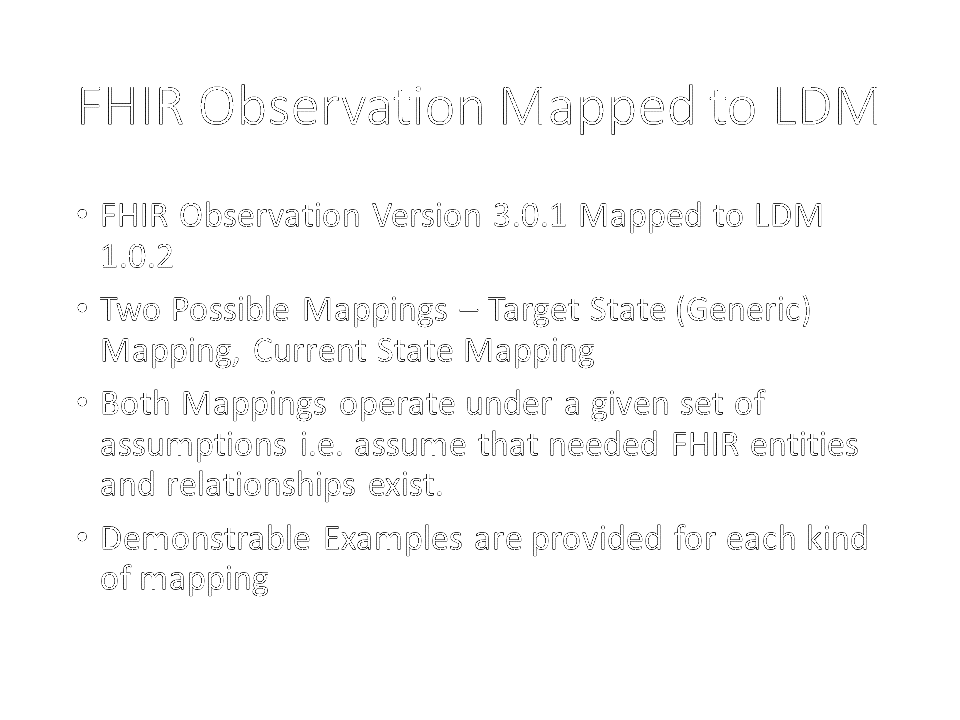 FHIR Observation Mapped to LDM
• FHIR Observation Version 3.0.1 Mapped to LDM
1.0.2
• Two Possible Mappings – Target State (Generic)
Mapping, Current State Mapping
• Both Mappings operate under a given set of
assumptions i.e. assume that needed FHIR entities
and relationships exist.
• Demonstrable Examples are provided for each kind
of mapping